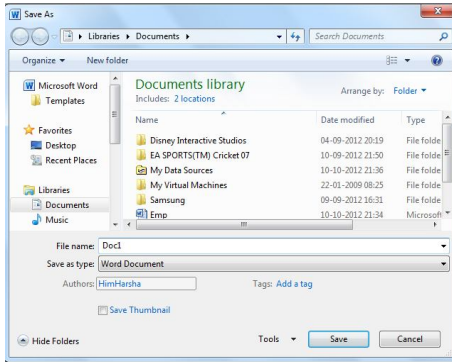 Save As
Libraries Documents
Search Documents
Organize New folder
Microsoft Word
Templates
Favorites
Desktop
Recent Places
Libraries
Documents
Music
Documents library
Includes: 2 locations
Arrange by: Folder
Name Date modified Type
Disney Interactive Studios 04-09-2012 20:19 File folde
EA SPORTS(TM) Cricket 07 10-09-2012 21:50 File folde
My Data Sources 10-10-2012 21:36 File folde
My Virtual Machines 22-01-2009 08:25 File folde
Samsung 09-09-2012 16:31 File folde
Emp 10-10-2012 21:34 Microsoft
File name: Doc1
Save as type: Word Document
Authors: HimHarsha Tags: Add a tag
Save Thumbnail
Hide Folders Tools Save Cancel